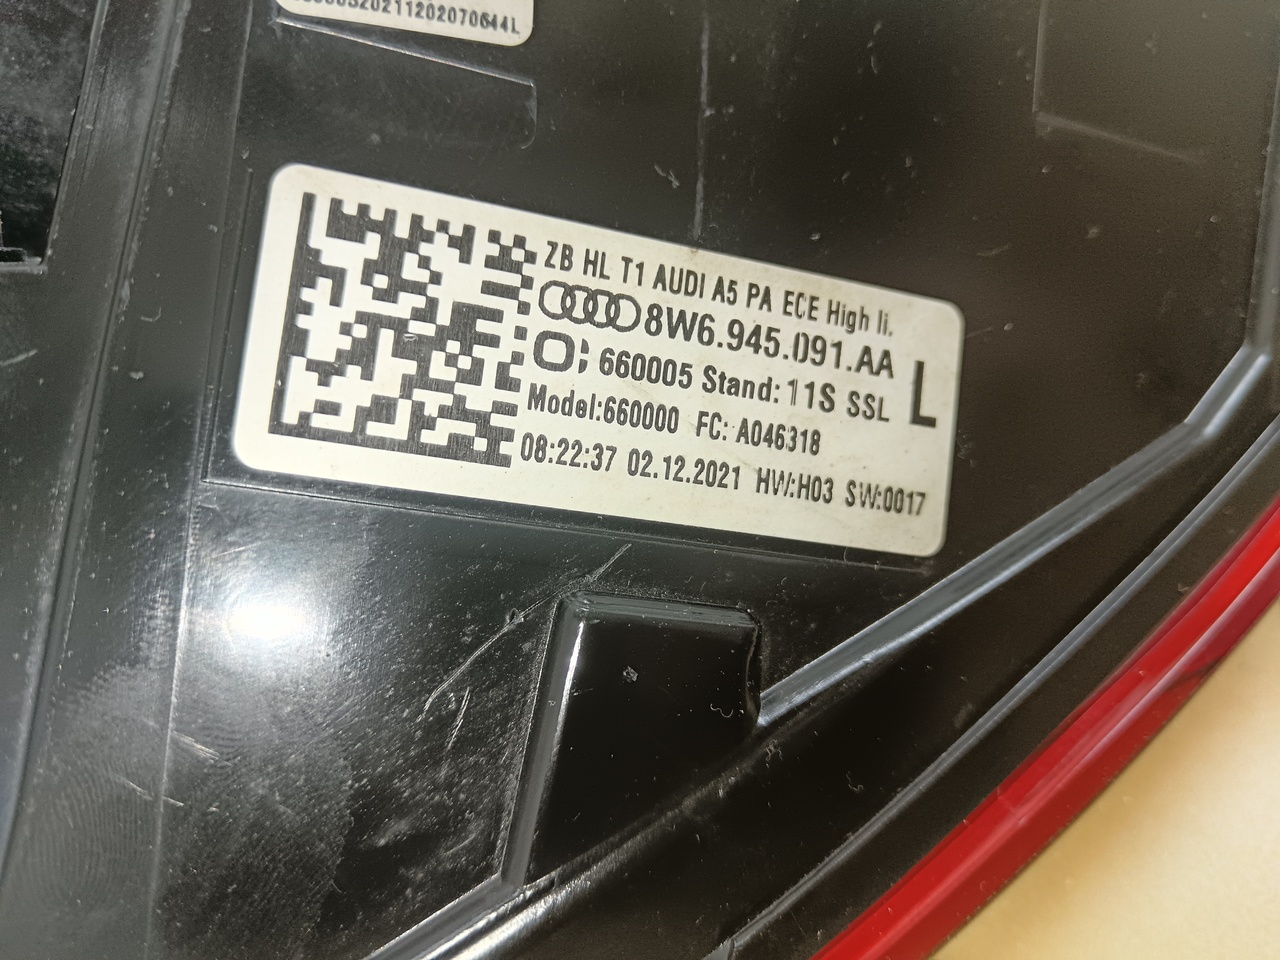 20211202070644L
ZB HL T1 AUDI A5 PA ECE High li.
8W6.945.091.AA
660005 Stand: 11S SSL L
Model:660000 FC: A046318
08:22:37 02.12.2021 HW:H03 SW:0017